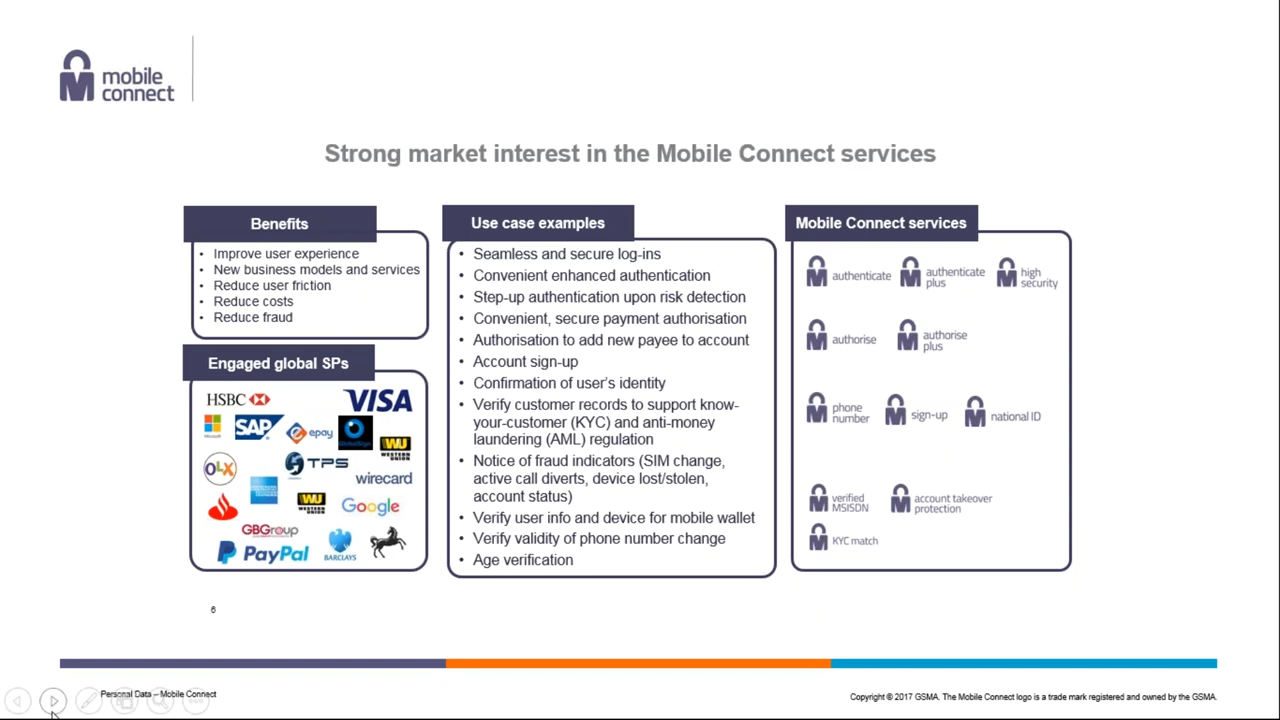 mobile
connect
Strong market interest in the Mobile Connect services
Benefits
• Improve user experience
• New business models and services
• Reduce user friction
• Reduce costs
• Reduce fraud
Engaged global SPs
HSBC
VISA
Microsoft
SAP
epay
GlobalSign
WU
WESTERN
UNION
OLX
TPS
wirecard
WU
WESTERN
UNION
Google
GBGroup
PayPal
BARCLAYS
Use case examples
• Seamless and secure log-ins
• Convenient enhanced authentication
• Step-up authentication upon risk detection
• Convenient, secure payment authorisation
• Authorisation to add new payee to account
• Account sign-up
• Confirmation of user's identity
• Verify customer records to support know-
your-customer (KYC) and anti-money
laundering (AML) regulation
• Notice of fraud indicators (SIM change,
active call diverts, device lost/stolen,
account status)
• Verify user info and device for mobile wallet
• Verify validity of phone number change
• Age verification
Mobile Connect services
authenticate
authenticate
plus
high
security
authorise
authorise
plus
phone
number
sign-up
national ID
verified
MSISDN
account takeover
protection
KYC match
6
Personal Data – Mobile Connect
Copyright © 2017 GSMA. The Mobile Connect logo is a trade mark registered and owned by the GSMA.